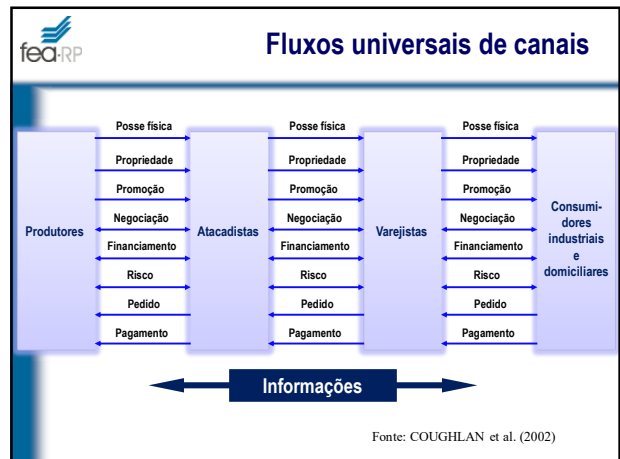 fea-RP
Fluxos universais de canais
Posse física Posse física Posse física
Propriedade Propriedade Propriedade
Promoção Promoção Promoção
Negociação Negociação Negociação
Produtores Atacadistas Varejistas
Consumi-
dores
industriais
e
domiciliares
Financiamento Financiamento Financiamento
Risco Risco Risco
Pedido Pedido Pedido
Pagamento Pagamento Pagamento
Informações
Fonte: COUGHLAN et al. (2002)